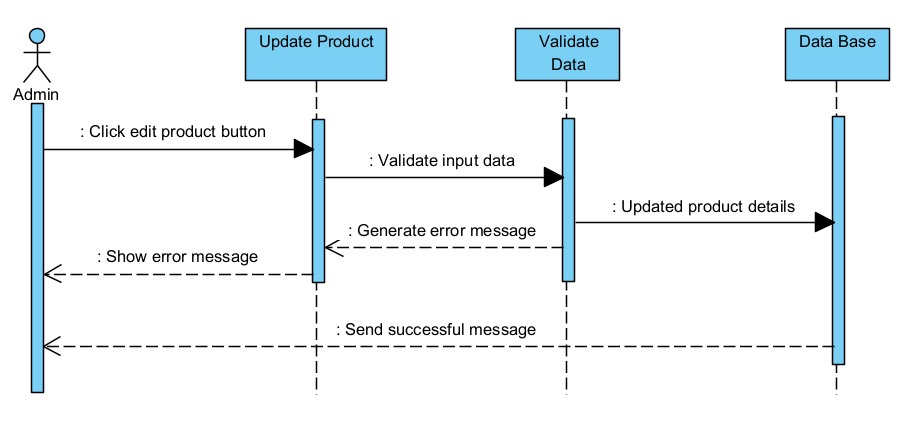 Update Product
Validate
Data
Data Base
Admin
: Click edit product button
: Validate input data
: Updated product details
: Generate error message
: Show error message
: Send successful message